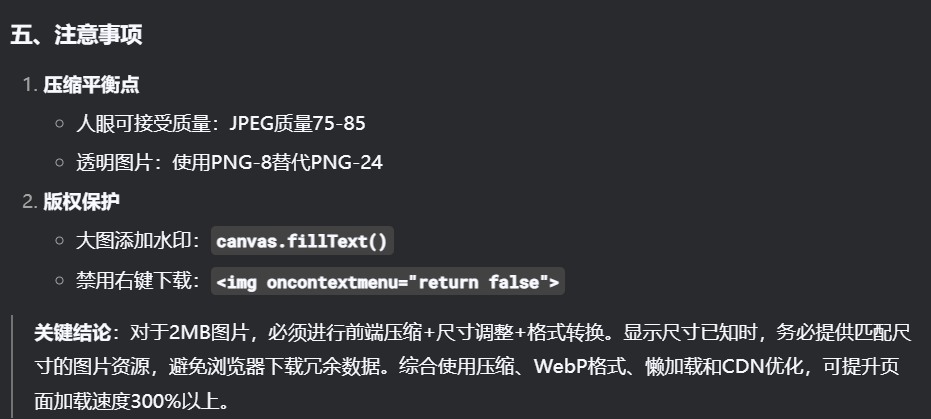 五、注意事项
1. 压缩平衡点
人眼可接受质量：JPEG质量75-85
透明图片：使用PNG-8替代PNG-24
2. 版权保护
大图添加水印：canvas.fillText()
禁用右键下载：<img oncontextmenu="return false">
关键结论：对于2MB图片，必须进行前端压缩+尺寸调整+格式转换。显示尺寸已知时，务必提供匹配尺
寸的图片资源，避免浏览器下载冗余数据。综合使用压缩、WebP格式、懒加载和CDN优化，可提升页
面加载速度300%以上。